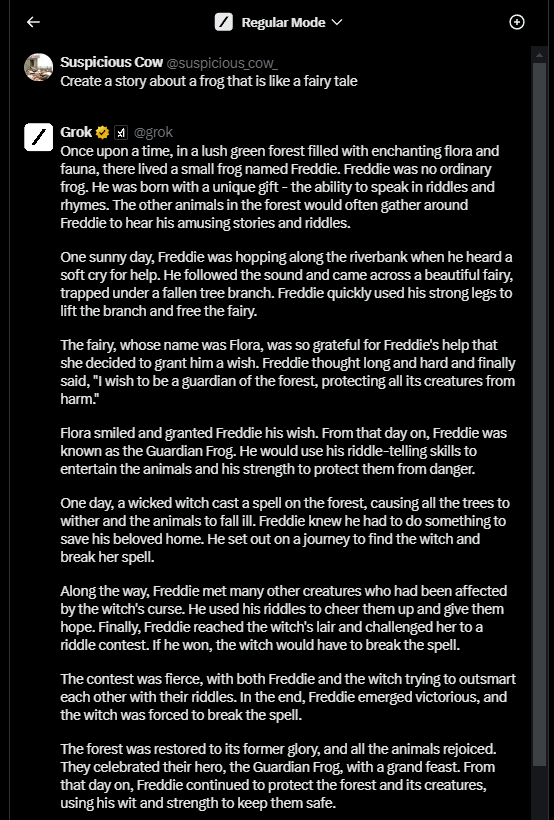 Regular Mode
Suspicious Cow @suspicious_cow_
Create a story about a frog that is like a fairy tale
Grok @grok
Once upon a time, in a lush green forest filled with enchanting flora and
fauna, there lived a small frog named Freddie. Freddie was no ordinary
frog. He was born with a unique gift - the ability to speak in riddles and
rhymes. The other animals in the forest would often gather around
Freddie to hear his amusing stories and riddles.
One sunny day, Freddie was hopping along the riverbank when he heard a
soft cry for help. He followed the sound and came across a beautiful fairy,
trapped under a fallen tree branch. Freddie quickly used his strong legs to
lift the branch and free the fairy.
The fairy, whose name was Flora, was so grateful for Freddie's help that
she decided to grant him a wish. Freddie thought long and hard and finally
said, "I wish to be a guardian of the forest, protecting all its creatures from
harm."
Flora smiled and granted Freddie his wish. From that day on, Freddie was
known as the Guardian Frog. He would use his riddle-telling skills to
entertain the animals and his strength to protect them from danger.
One day, a wicked witch cast a spell on the forest, causing all the trees to
wither and the animals to fall ill. Freddie knew he had to do something to
save his beloved home. He set out on a journey to find the witch and
break her spell.
Along the way, Freddie met many other creatures who had been affected
by the witch's curse. He used his riddles to cheer them up and give them
hope. Finally, Freddie reached the witch's lair and challenged her to a
riddle contest. If he won, the witch would have to break the spell.
The contest was fierce, with both Freddie and the witch trying to outsmart
each other with their riddles. In the end, Freddie emerged victorious, and
the witch was forced to break the spell.
The forest was restored to its former glory, and all the animals rejoiced.
They celebrated their hero, the Guardian Frog, with a grand feast. From
that day on, Freddie continued to protect the forest and its creatures,
using his wit and strength to keep them safe.